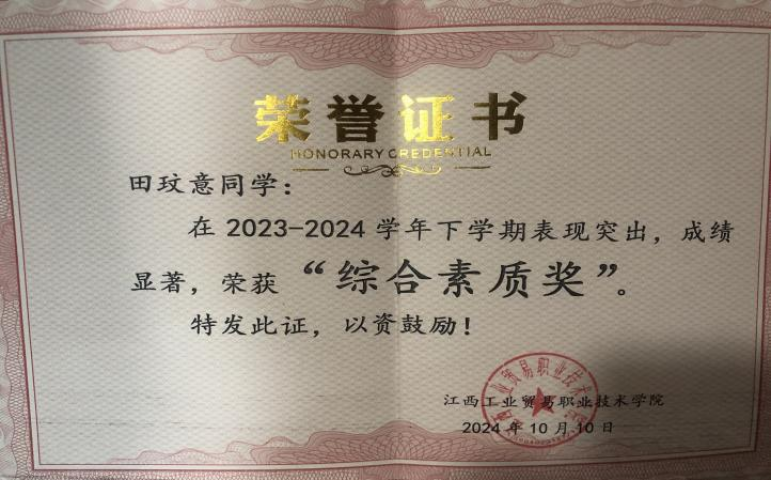 荣誉证书
HONORARY CREDENTIAL
田玟意同学：
在 2023-2024 学年下学期表现突出，成绩
显著，荣获“综合素质奖”。
特发此证，以资鼓励！
江西工业贸易职业技术学院
2024 年 10 月 10 日